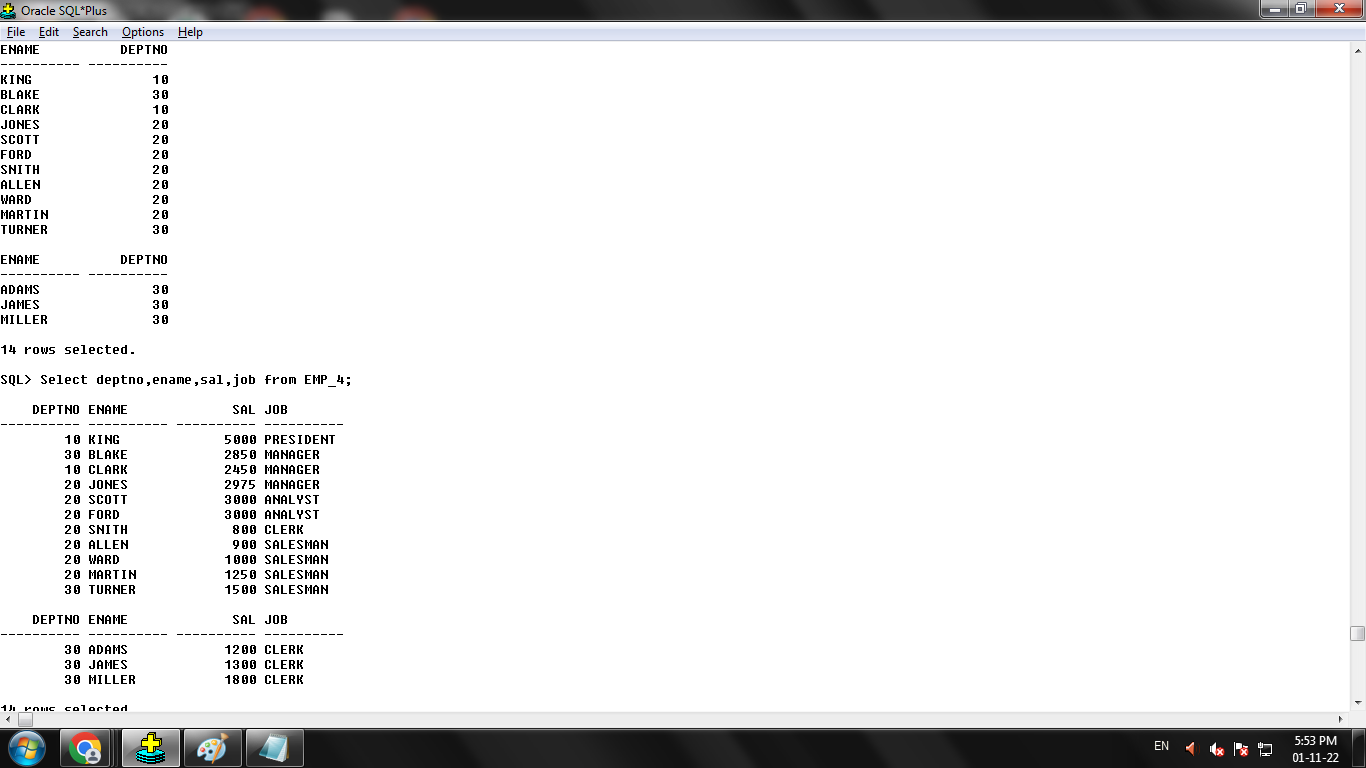 Oracle SQL*Plus
File Edit Search Options Help
ENAME          DEPTNO
---------- ----------
KING               10
BLAKE              30
CLARK              10
JONES              20
SCOTT              20
FORD               20
SNITH              20
ALLEN              20
WARD               20
MARTIN             20
TURNER             30
ENAME          DEPTNO
---------- ----------
ADAMS              30
JAMES              30
MILLER             30
14 rows selected.
SQL> Select deptno,ename,sal,job from EMP_4;
    DEPTNO ENAME             SAL JOB
---------- ---------- ---------- ----------
        10 KING             5000 PRESIDENT
        30 BLAKE            2850 MANAGER
        10 CLARK            2450 MANAGER
        20 JONES            2975 MANAGER
        20 SCOTT            3000 ANALYST
        20 FORD             3000 ANALYST
        20 SNITH             800 CLERK
        20 ALLEN             900 SALESMAN
        20 WARD             1000 SALESMAN
        20 MARTIN           1250 SALESMAN
        30 TURNER           1500 SALESMAN
    DEPTNO ENAME             SAL JOB
---------- ---------- ---------- ----------
        30 ADAMS            1200 CLERK
        30 JAMES            1300 CLERK
        30 MILLER           1800 CLERK
14 rows selected
EN
5:53 PM
01-11-22